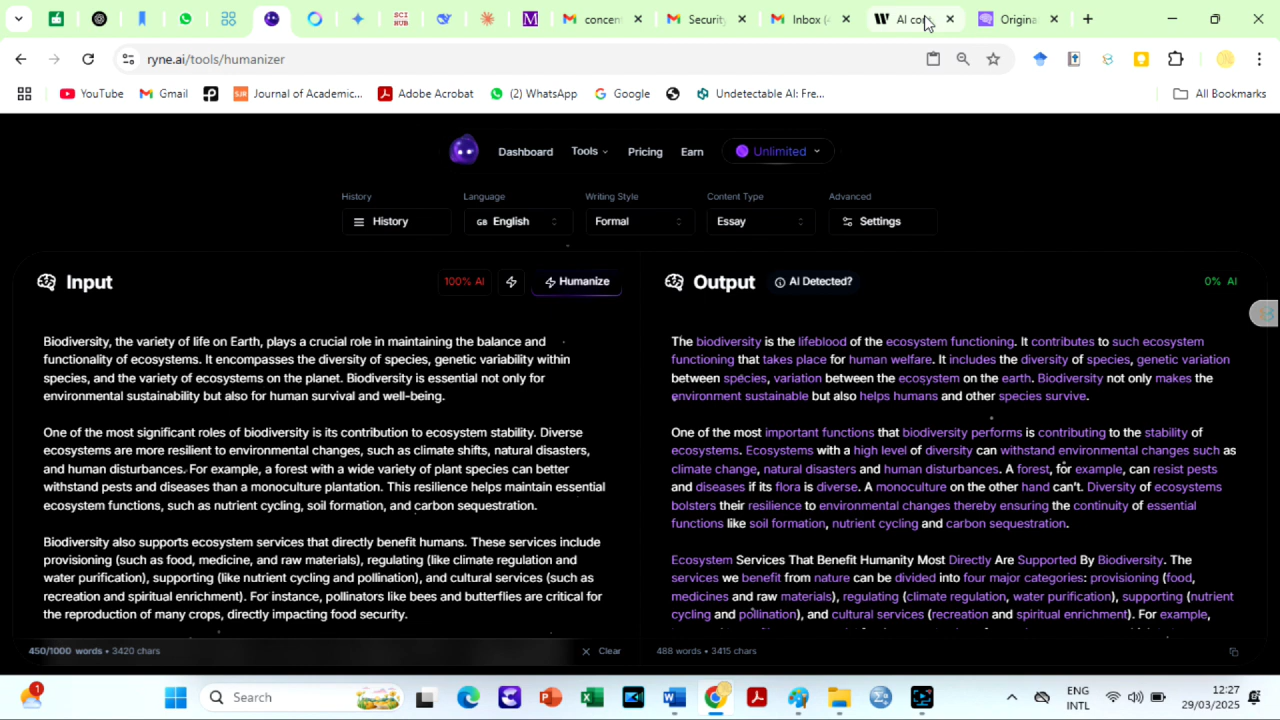 SCI
HUB
concen
Security
Inbox (
AI co
Origina
ryne.ai/tools/humanizer
YouTube
Gmail
SJR
Journal of Academic...
Adobe Acrobat
(2) WhatsApp
Google
Undetectable AI: Fre...
All Bookmarks
Dashboard
Tools
Pricing
Earn
Unlimited
History
Language
Writing Style
Content Type
Advanced
History
GB English
Formal
Essay
Settings
Input
100% AI
Humanize
Biodiversity, the variety of life on Earth, plays a crucial role in maintaining the balance and
functionality of ecosystems. It encompasses the diversity of species, genetic variability within
species, and the variety of ecosystems on the planet. Biodiversity is essential not only for
environmental sustainability but also for human survival and well-being.
One of the most significant roles of biodiversity is its contribution to ecosystem stability. Diverse
ecosystems are more resilient to environmental changes, such as climate shifts, natural disasters,
and human disturbances. For example, a forest with a wide variety of plant species can better
withstand pests and diseases than a monoculture plantation. This resilience helps maintain essential
ecosystem functions, such as nutrient cycling, soil formation, and carbon sequestration.
Biodiversity also supports ecosystem services that directly benefit humans. These services include
provisioning (such as food, medicine, and raw materials), regulating (like climate regulation and
water purification), supporting (like nutrient cycling and pollination), and cultural services (such as
recreation and spiritual enrichment). For instance, pollinators like bees and butterflies are critical for
the reproduction of many crops, directly impacting food security.
450/1000 words • 3420 chars
Clear
Output
AI Detected?
0% AI
The biodiversity is the lifeblood of the ecosystem functioning. It contributes to such ecosystem
functioning that takes place for human welfare. It includes the diversity of species, genetic variation
between species, variation between the ecosystem on the earth. Biodiversity not only makes the
environment sustainable but also helps humans and other species survive.
One of the most important functions that biodiversity performs is contributing to the stability of
ecosystems. Ecosystems with a high level of diversity can withstand environmental changes such as
climate change, natural disasters and human disturbances. A forest, for example, can resist pests
and diseases if its flora is diverse. A monoculture on the other hand can't. Diversity of ecosystems
bolsters their resilience to environmental changes thereby ensuring the continuity of essential
functions like soil formation, nutrient cycling and carbon sequestration.
Ecosystem Services That Benefit Humanity Most Directly Are Supported By Biodiversity. The
services we benefit from nature can be divided into four major categories: provisioning (food,
medicines and raw materials), regulating (climate regulation, water purification), supporting (nutrient
cycling and pollination), and cultural services (recreation and spiritual enrichment). For example,
488 words • 3415 chars
1
Search
ENG
INTL
12:27
29/03/2025